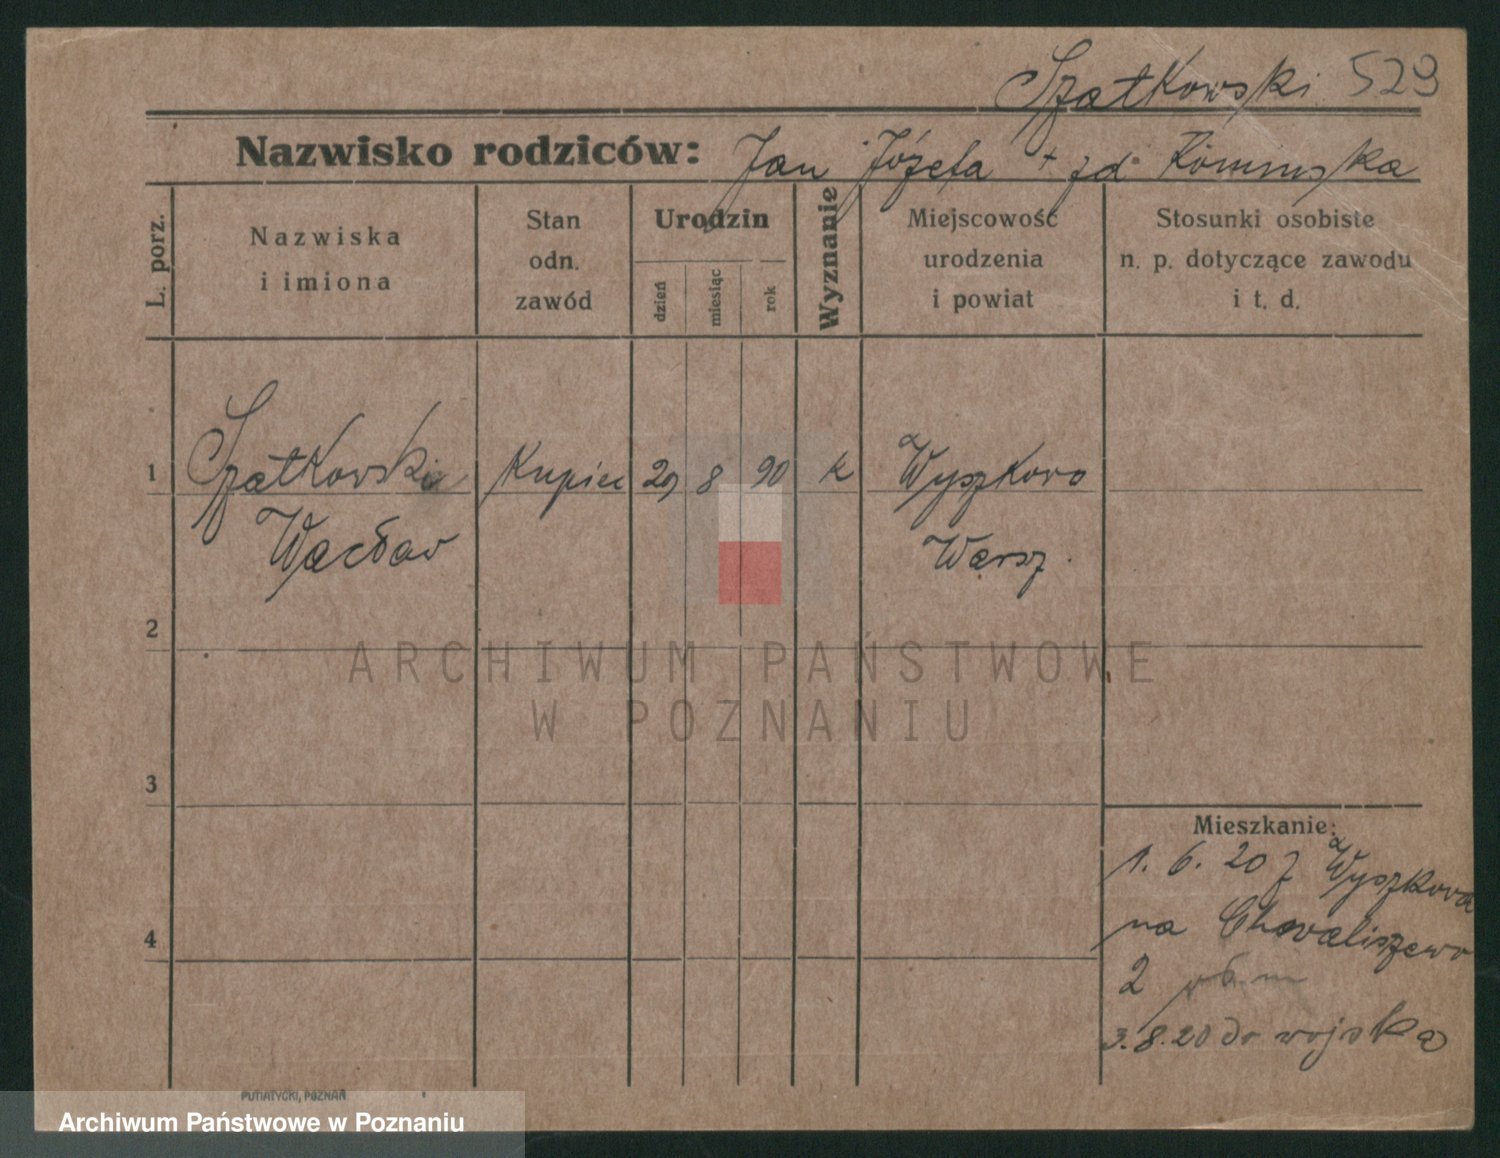 Szatkowski 529
Nazwisko rodziców: Jan Józefa + zd.
L. porz.
Nazwiska
i imiona
Stan
odn.
zawód
Urodzin
dzień
miesiąc
rok
Wyznanie
Miejscowość
urodzenia
i powiat
Stosunki osobiste
n. p. dotyczące zawodu
i t. d.
1 Szatkowski Kupiec 29 8 90 k Wyszkowo
Wacław Warsz.
2
ARCHIWUM PAŃSTWOWE
W POZNANIU
3
Mieszkanie:
1. 6. 20 z Wyszkowa
na Chwaliszewo
4
2
3.8.20 do wojska
PUTIATYCKI, POZNAŃ
Archiwum Państwowe w Poznaniu